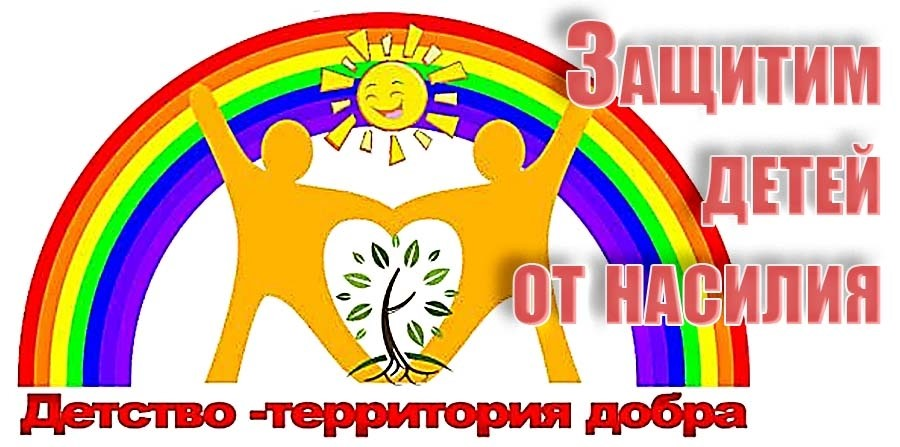 Защитим
детей
от насилия
Детство -территория добра